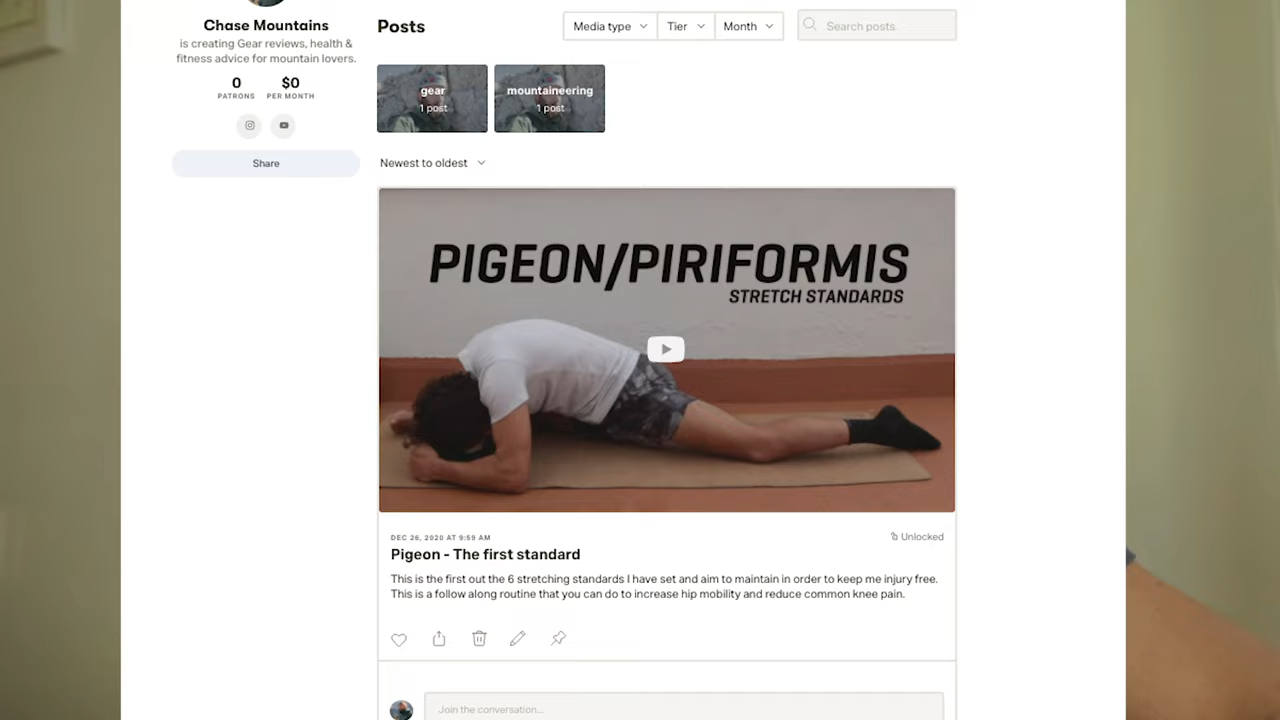 Chase Mountains
is creating Gear reviews, health &
fitness advice for mountain lovers.
0
PATRONS
$0
PER MONTH
Share
Posts
Media type
Tier
Month
Search posts
gear
1 post
mountaineering
1 post
Newest to oldest
PIGEON/PIRIFORMIS
STRETCH STANDARDS
DEC 26, 2020 AT 9:59 AM
Unlocked
Pigeon - The first standard
This is the first out the 6 stretching standards I have set and aim to maintain in order to keep me injury free.
This is a follow along routine that you can do to increase hip mobility and reduce common knee pain.
Join the conversation...